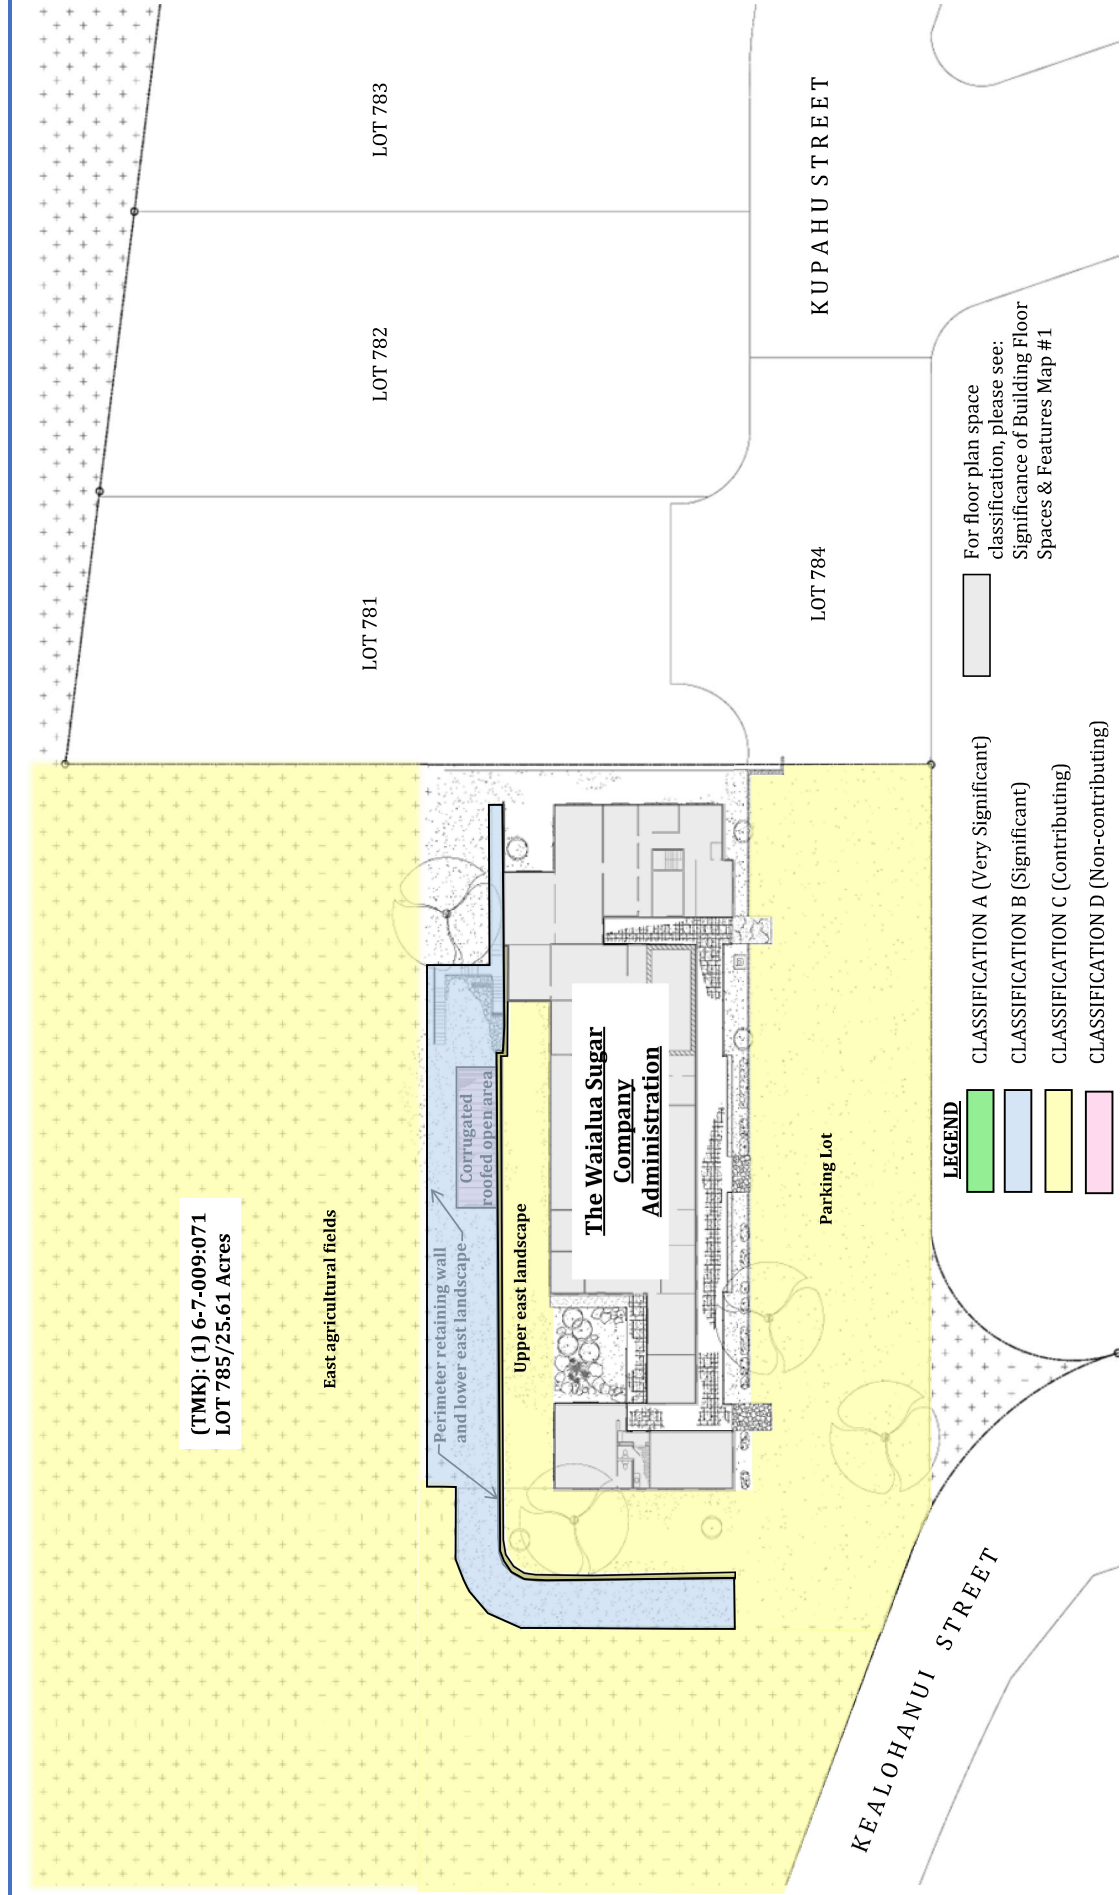 (TMK): (1) 6-7-009:071
LOT 785/25.61 Acres
East agricultural fields
Perimeter retaining wall
and lower east landscape
Corrugated
roofed open area
Upper east landscape
The Waialua Sugar
Company
Administration
Parking Lot
LOT 781
LOT 782
LOT 783
LOT 784
KUPAHU STREET
KEALOHANUI STREET
LEGEND
CLASSIFICATION A (Very Significant)
CLASSIFICATION B (Significant)
CLASSIFICATION C (Contributing)
CLASSIFICATION D (Non-contributing)
For floor plan space
classification, please see:
Significance of Building Floor
Spaces & Features Map #1